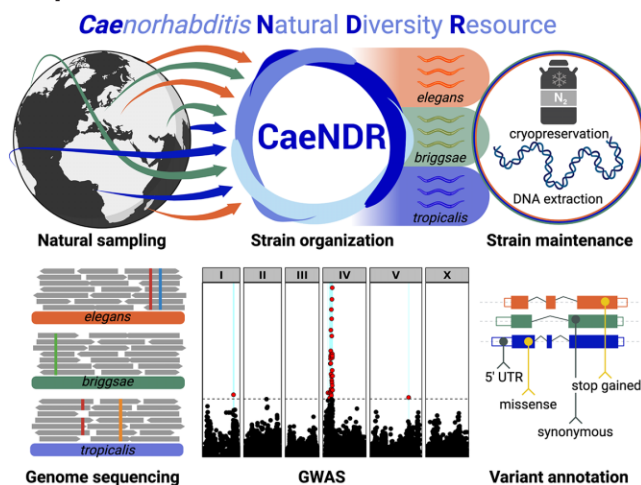 Caenorhabditis Natural Diversity Resource
CaeNDR
elegans
briggsae
tropicalis
N₂
cryopreservation
DNA extraction
Natural sampling
Strain organization
Strain maintenance
elegans
briggsae
tropicalis
I II III IV V X
5' UTR
missense
synonymous
stop gained
Genome sequencing
GWAS
Variant annotation